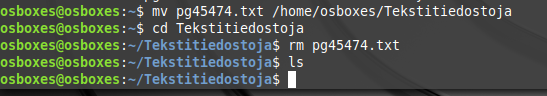 osboxes@osboxes:~$ mv pg45474.txt /home/osboxes/Tekstitiedostoja
osboxes@osboxes:~$ cd Tekstitiedostoja
osboxes@osboxes:~/Tekstitiedostoja$ rm pg45474.txt
osboxes@osboxes:~/Tekstitiedostoja$ ls
osboxes@osboxes:~/Tekstitiedostoja$